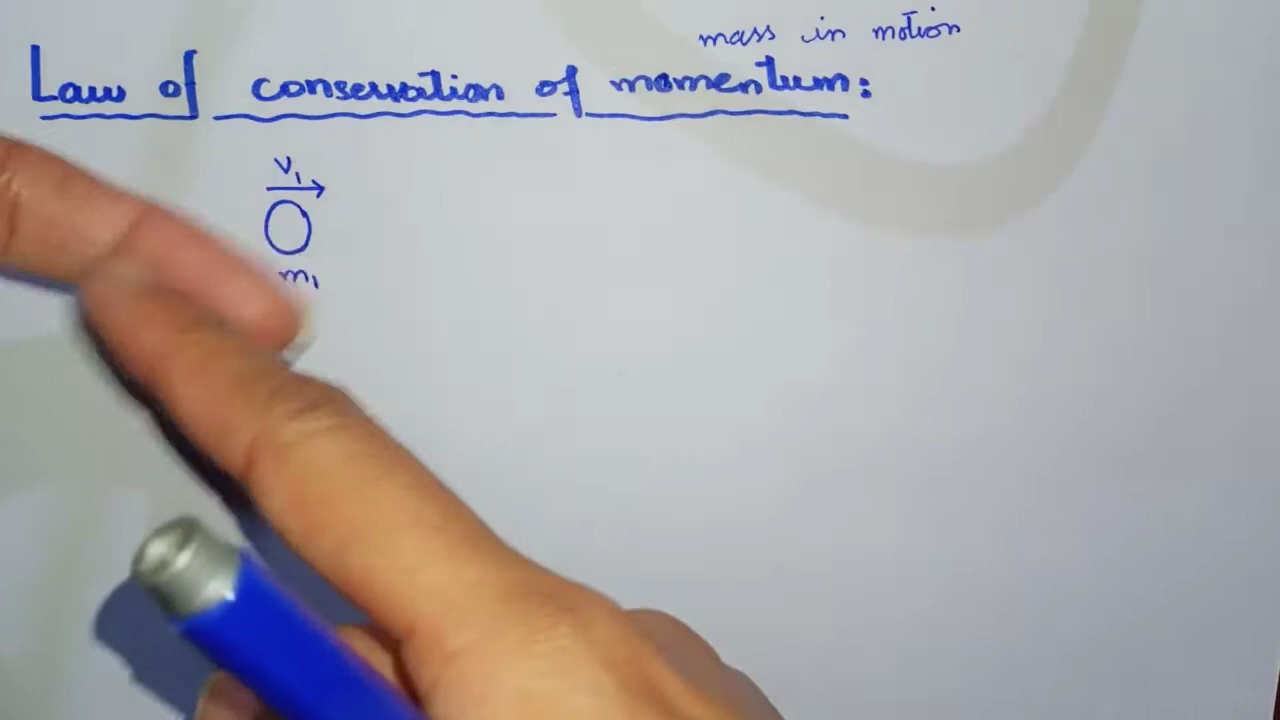 mass in motion
Law of conservation of momentum:
v₁
m₁